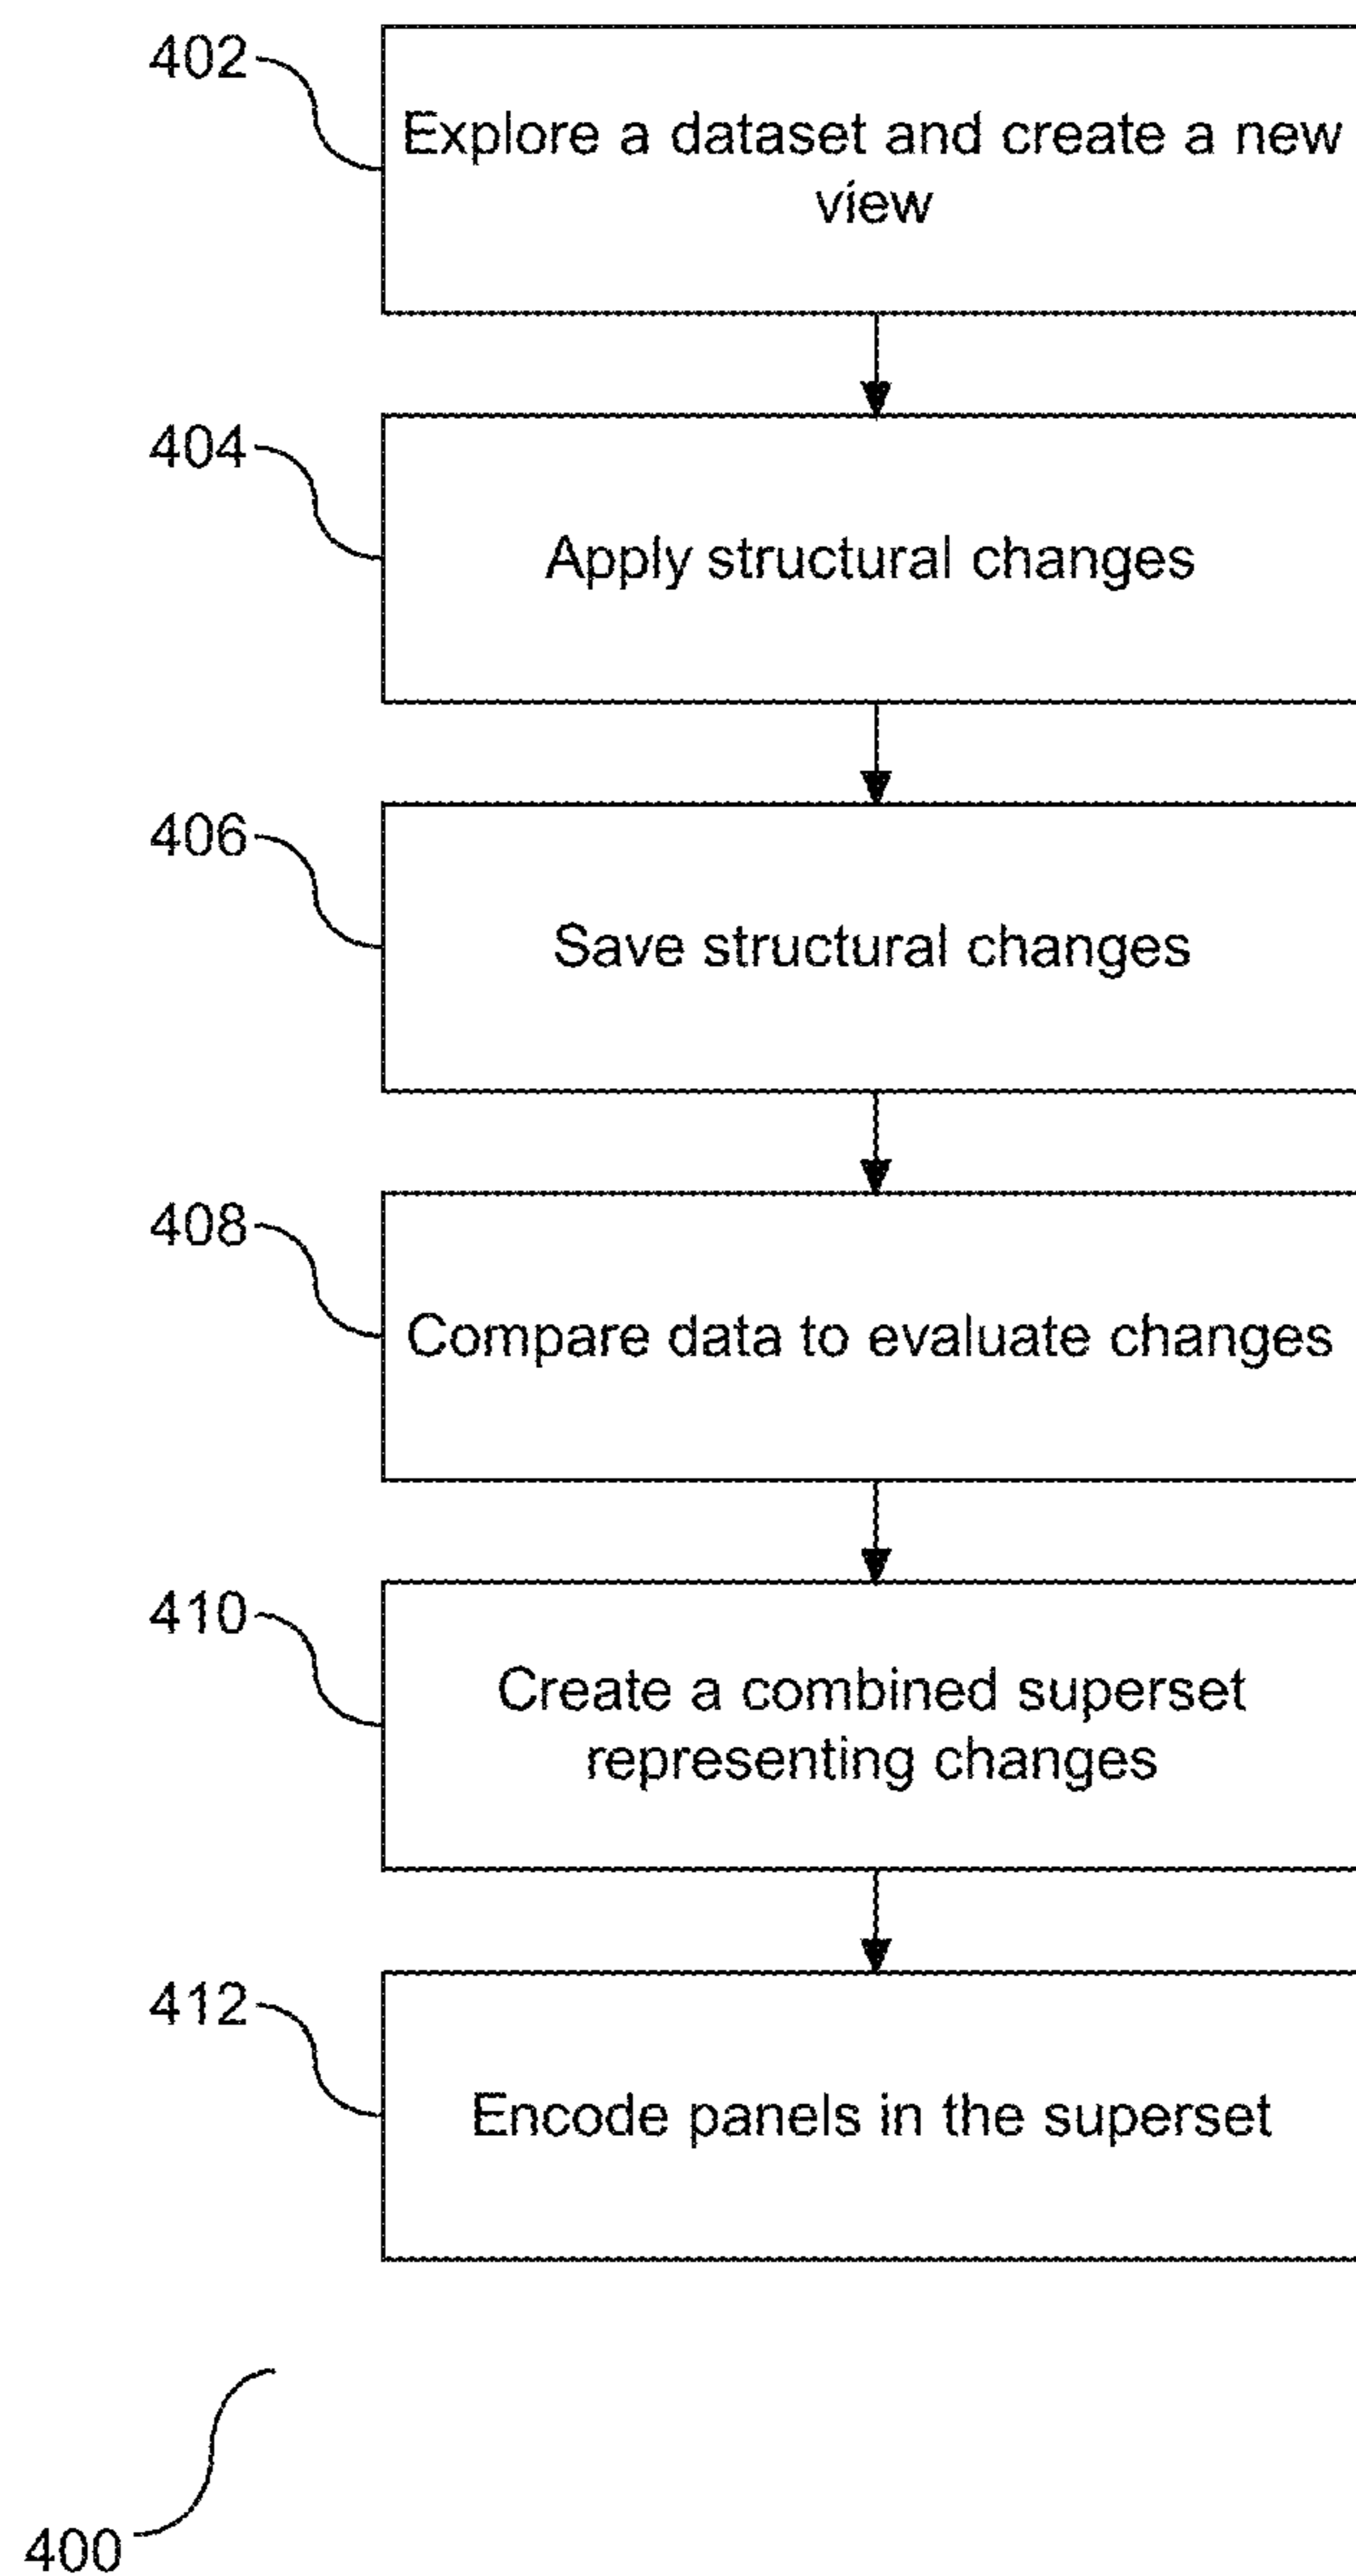 402
Explore a dataset and create a new
view
404
Apply structural changes
406
Save structural changes
408
Compare data to evaluate changes
410
Create a combined superset
representing changes
412
Encode panels in the superset
400